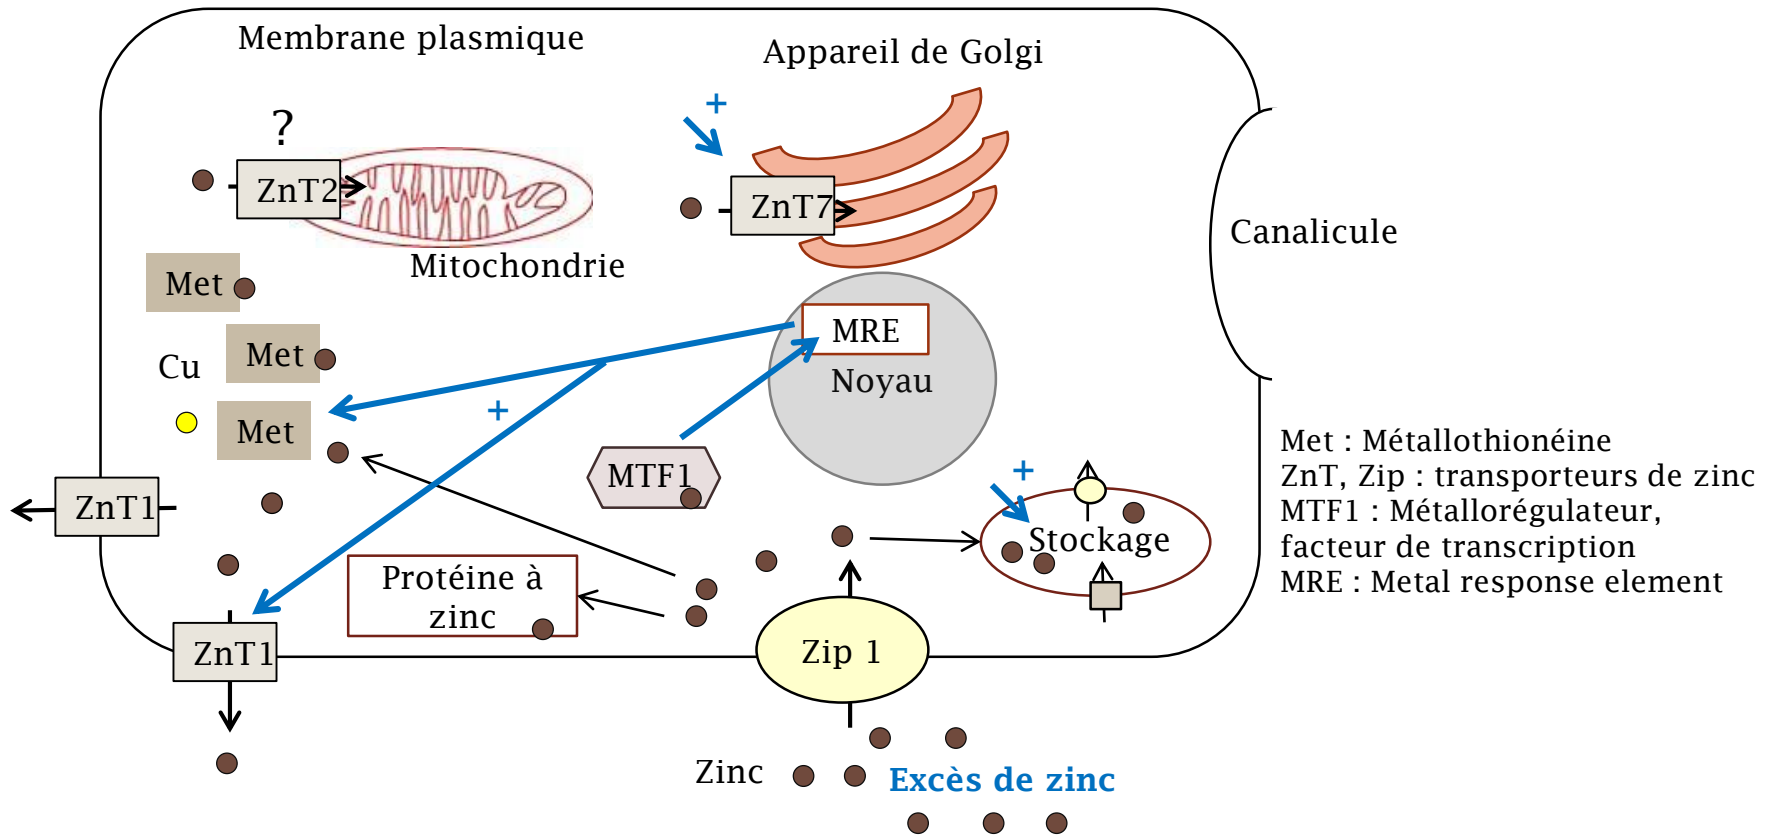 Membrane plasmique
Appareil de Golgi
+
?
ZnT2
ZnT7
Mitochondrie
Canalicule
Met
MRE
Met
Cu
Noyau
+
Met
Met : Métallothionéine
ZnT, Zip : transporteurs de zinc
MTF1 : Métallorégulateur,
facteur de transcription
MRE : Metal response element
MTF1
+
ZnT1
Stockage
Protéine à
zinc
ZnT1
Zip 1
Zinc
Excès de zinc